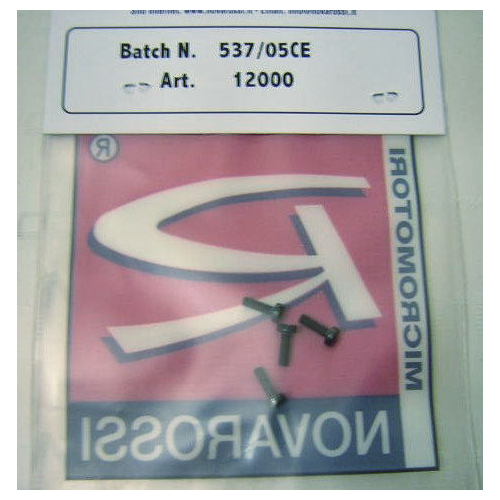 Batch N. 537/05CE
Art. 12000
®
MICROMOTORI
NOVAROSSI